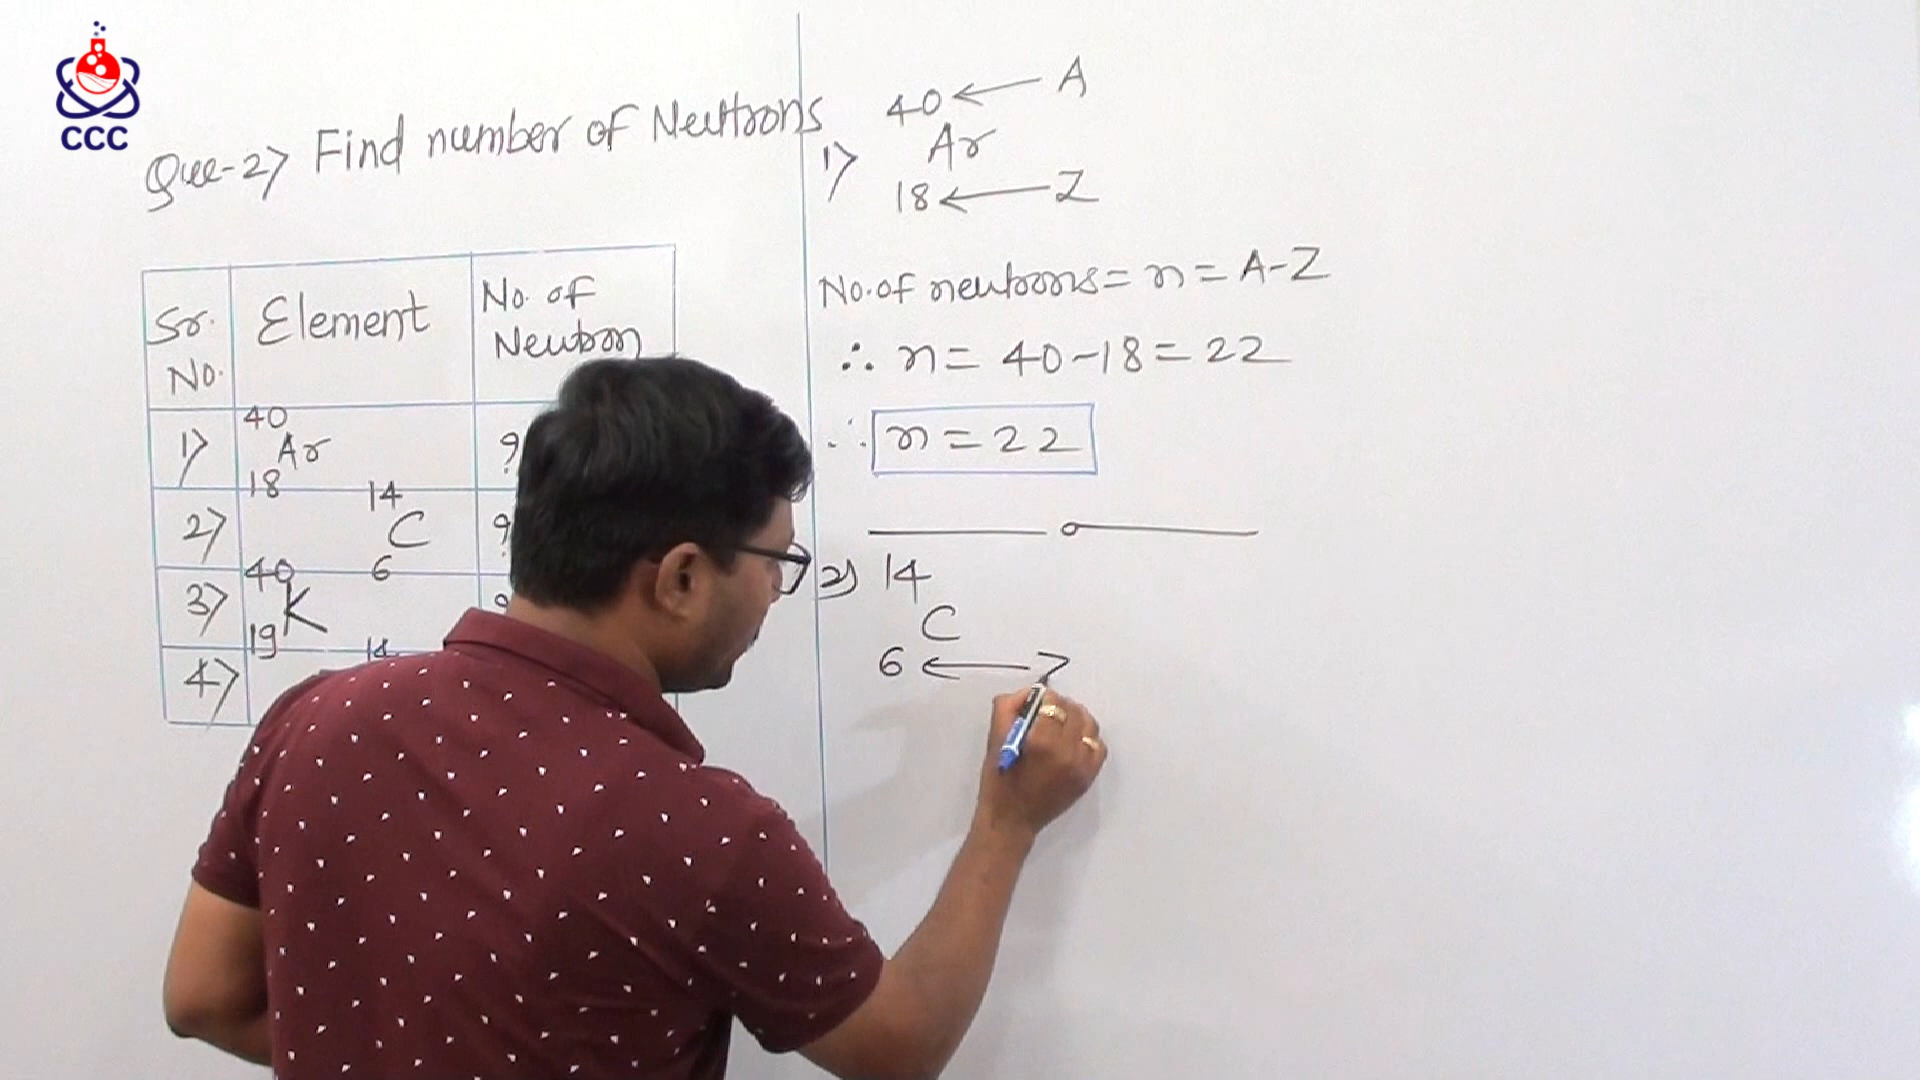 CCC
Que-2) Find number of Neutrons
Sr. No.
Element
No. of
Neutron
1)
40
Ar
18
?
2)
14
C
6
?
3)
40
K
19
?
4)
14
1)
40 ← A
Ar
18 ← Z
No. of neutrons = n = A-Z
∴ n = 40-18 = 22
∴ n = 22
2)
14
C
6 ←